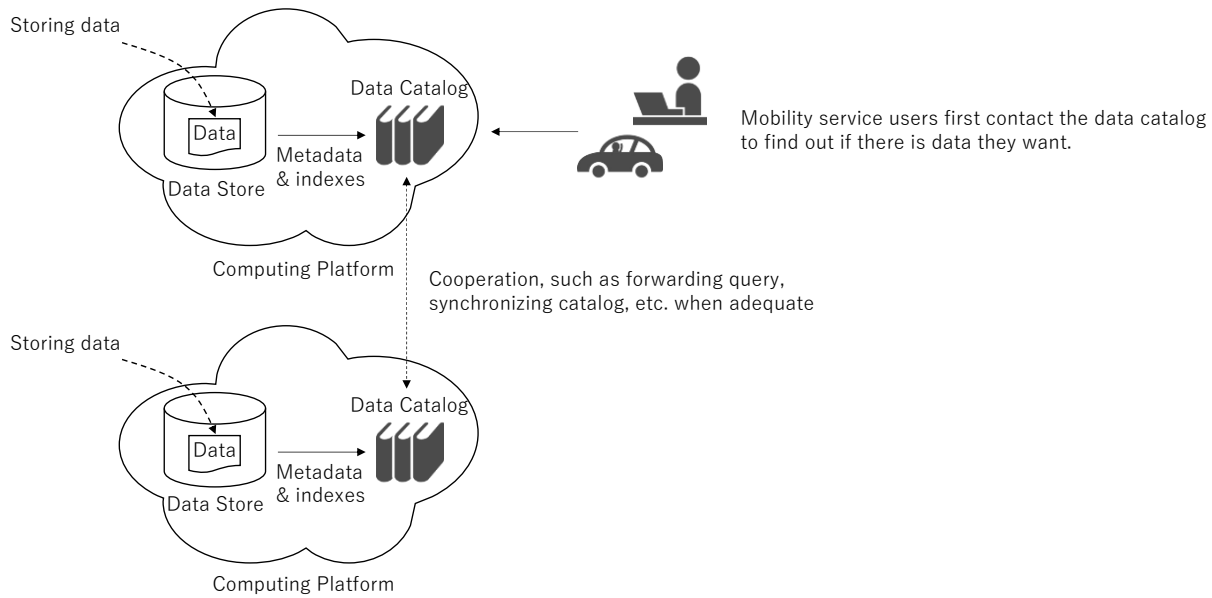 Storing data
Data Catalog
Data
Metadata
& indexes
Data Store
Computing Platform
Mobility service users first contact the data catalog
to find out if there is data they want.
Cooperation, such as forwarding query,
synchronizing catalog, etc. when adequate
Storing data
Data Catalog
Data
Metadata
& indexes
Data Store
Computing Platform